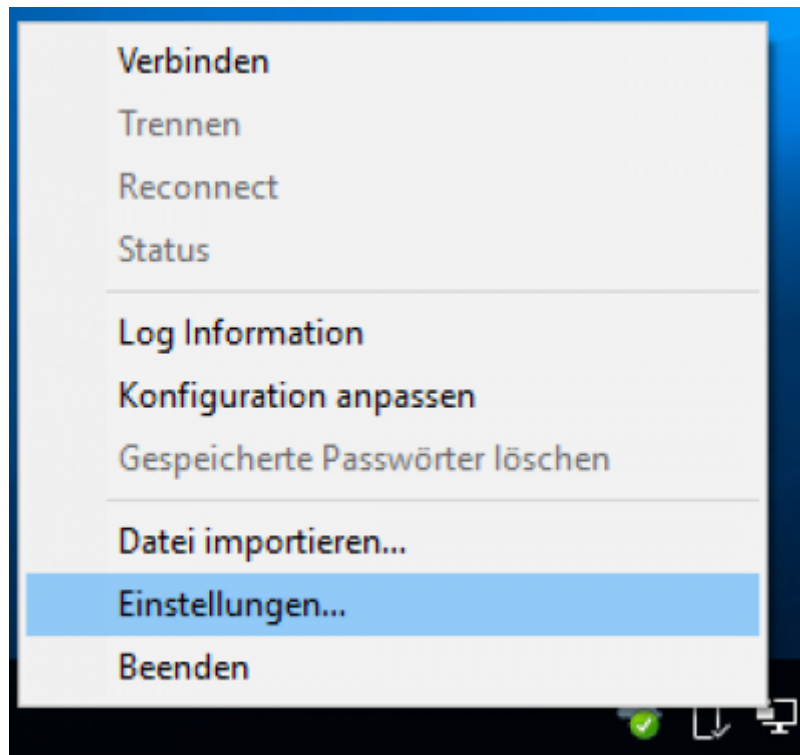 Verbinden
Trennen
Reconnect
Status
Log Information
Konfiguration anpassen
Gespeicherte Passwörter löschen
Datei importieren...
Einstellungen...
Beenden